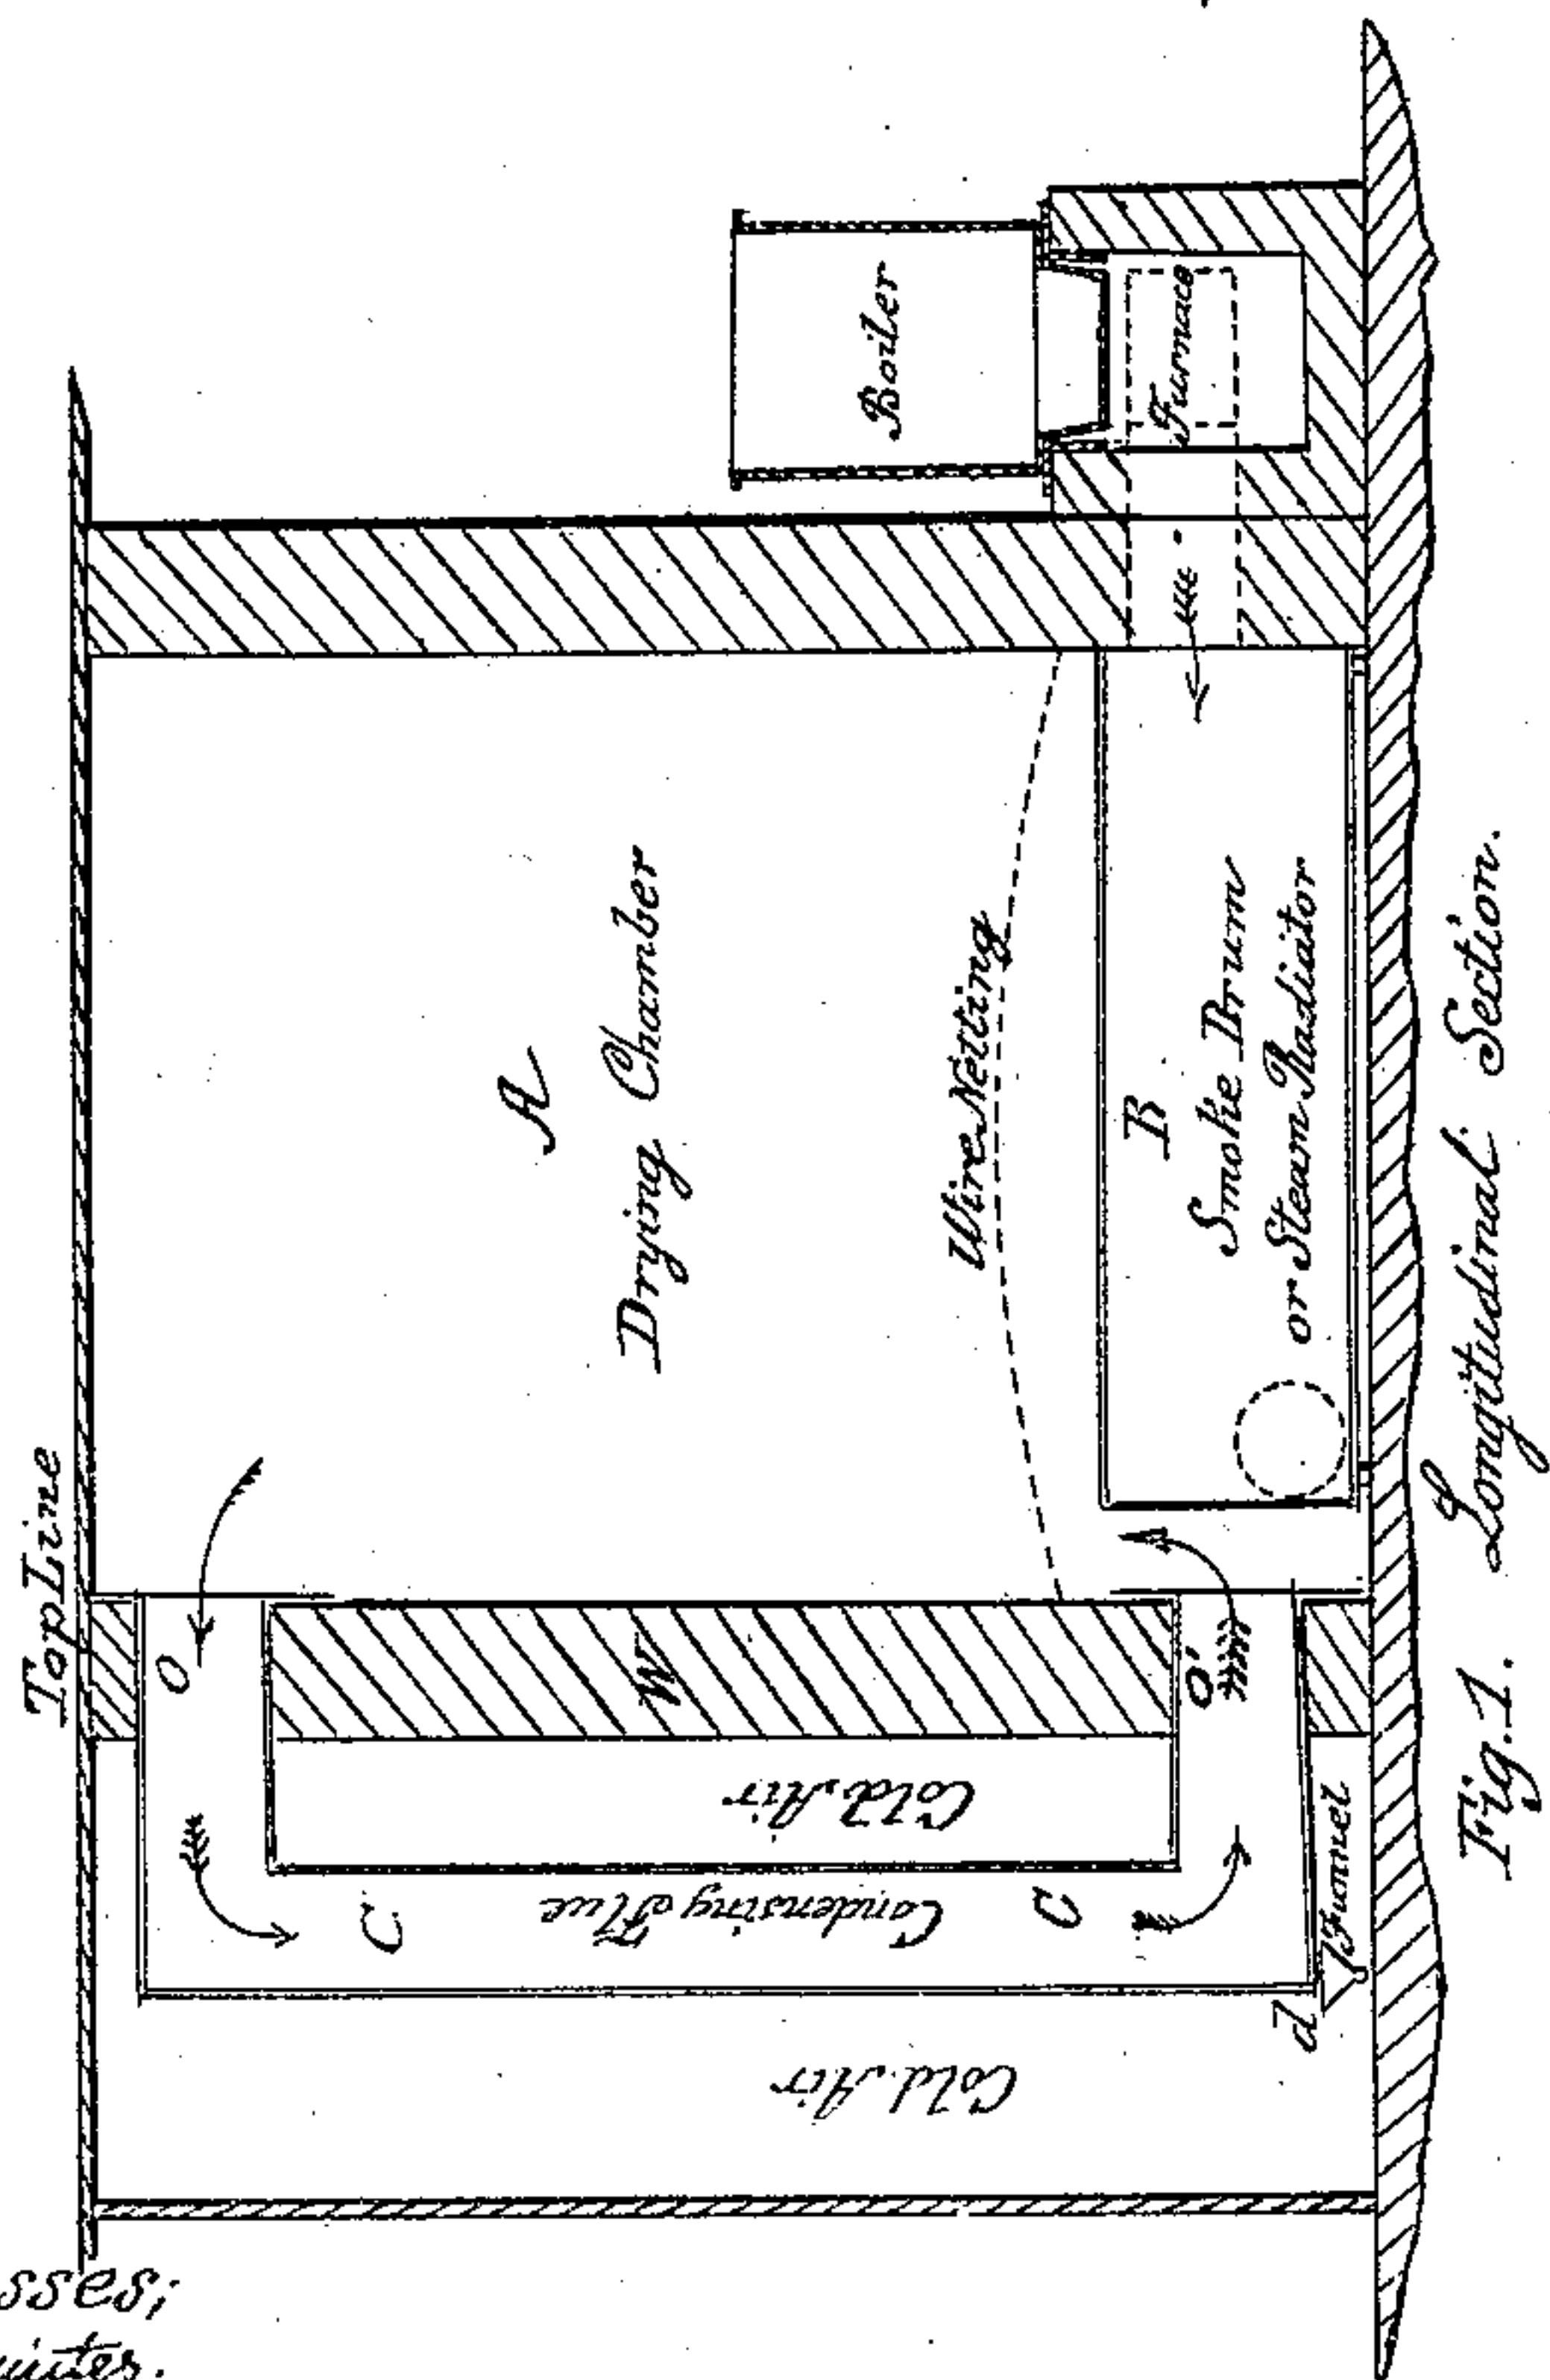 Top Line
O
A
Drying Chamber
Boiler
Furnace
Wire Netting
B
Smoke Drum
or Steam Radiator
W
Cold Air
Condensing Flue
C
C
O'
Cold Air
d
Funnel
Fig. 1. Longitudinal Section.